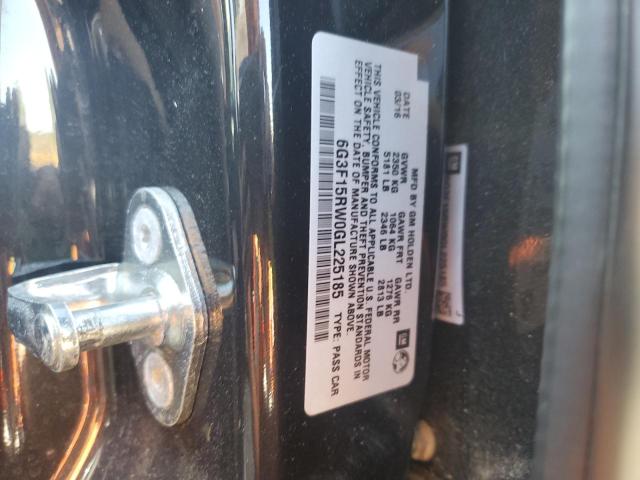 MFD BY GM HOLDEN LTD.
DATE GVWR GAWR FRT GAWR RR
03/16 2350 KG 1064 KG 1276 KG
5181 LB 2346 LB 2813 LB
GM
THIS VEHICLE CONFORMS TO ALL APPLICABLE U.S. FEDERAL MOTOR
VEHICLE SAFETY, BUMPER AND THEFT PREVENTION STANDARDS IN
EFFECT ON THE DATE OF MANUFACTURE SHOWN ABOVE.
6G3F15RW0GL225185 TYPE: PASS CAR
GM